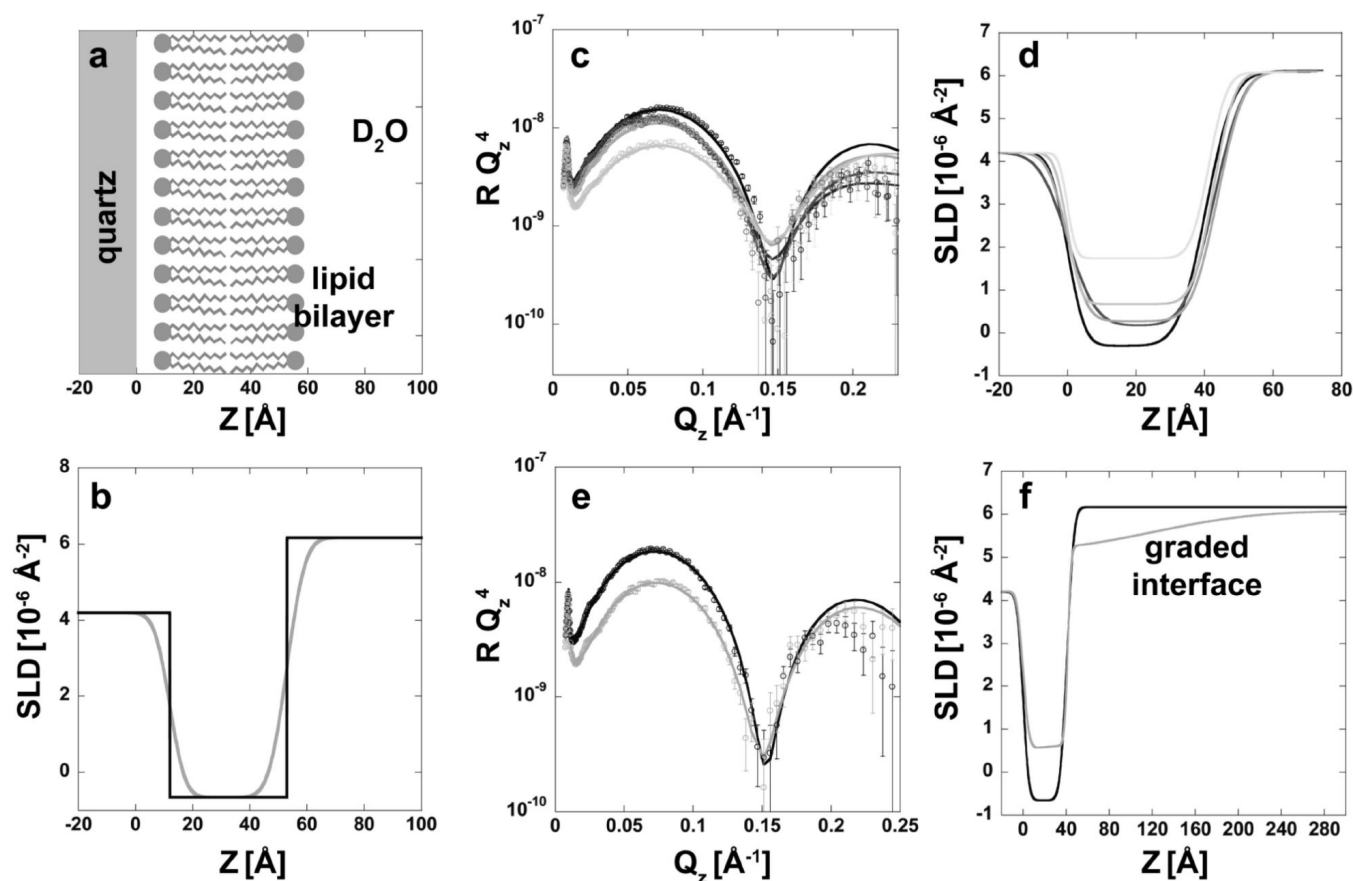 a
quartz
D₂O
lipid
bilayer
-20 0 20 40 60 80 100
Z [Å]
c
10⁻⁷
10⁻⁸
10⁻⁹
10⁻¹⁰
R Q_z⁴
0 0.05 0.1 0.15 0.2
Q_z [Å⁻¹]
d
7
6
5
4
3
2
1
0
-1
SLD [10⁻⁶ Å⁻²]
-20 0 20 40 60 80
Z [Å]
b
8
6
4
2
0
SLD [10⁻⁶ Å⁻²]
-20 0 20 40 60 80 100
Z [Å]
e
10⁻⁷
10⁻⁸
10⁻⁹
10⁻¹⁰
R Q_z⁴
0 0.05 0.1 0.15 0.2 0.25
Q_z [Å⁻¹]
f
7
6
5
4
3
2
1
0
-1
SLD [10⁻⁶ Å⁻²]
graded
interface
0 40 80 120 160 200 240 280
Z [Å]